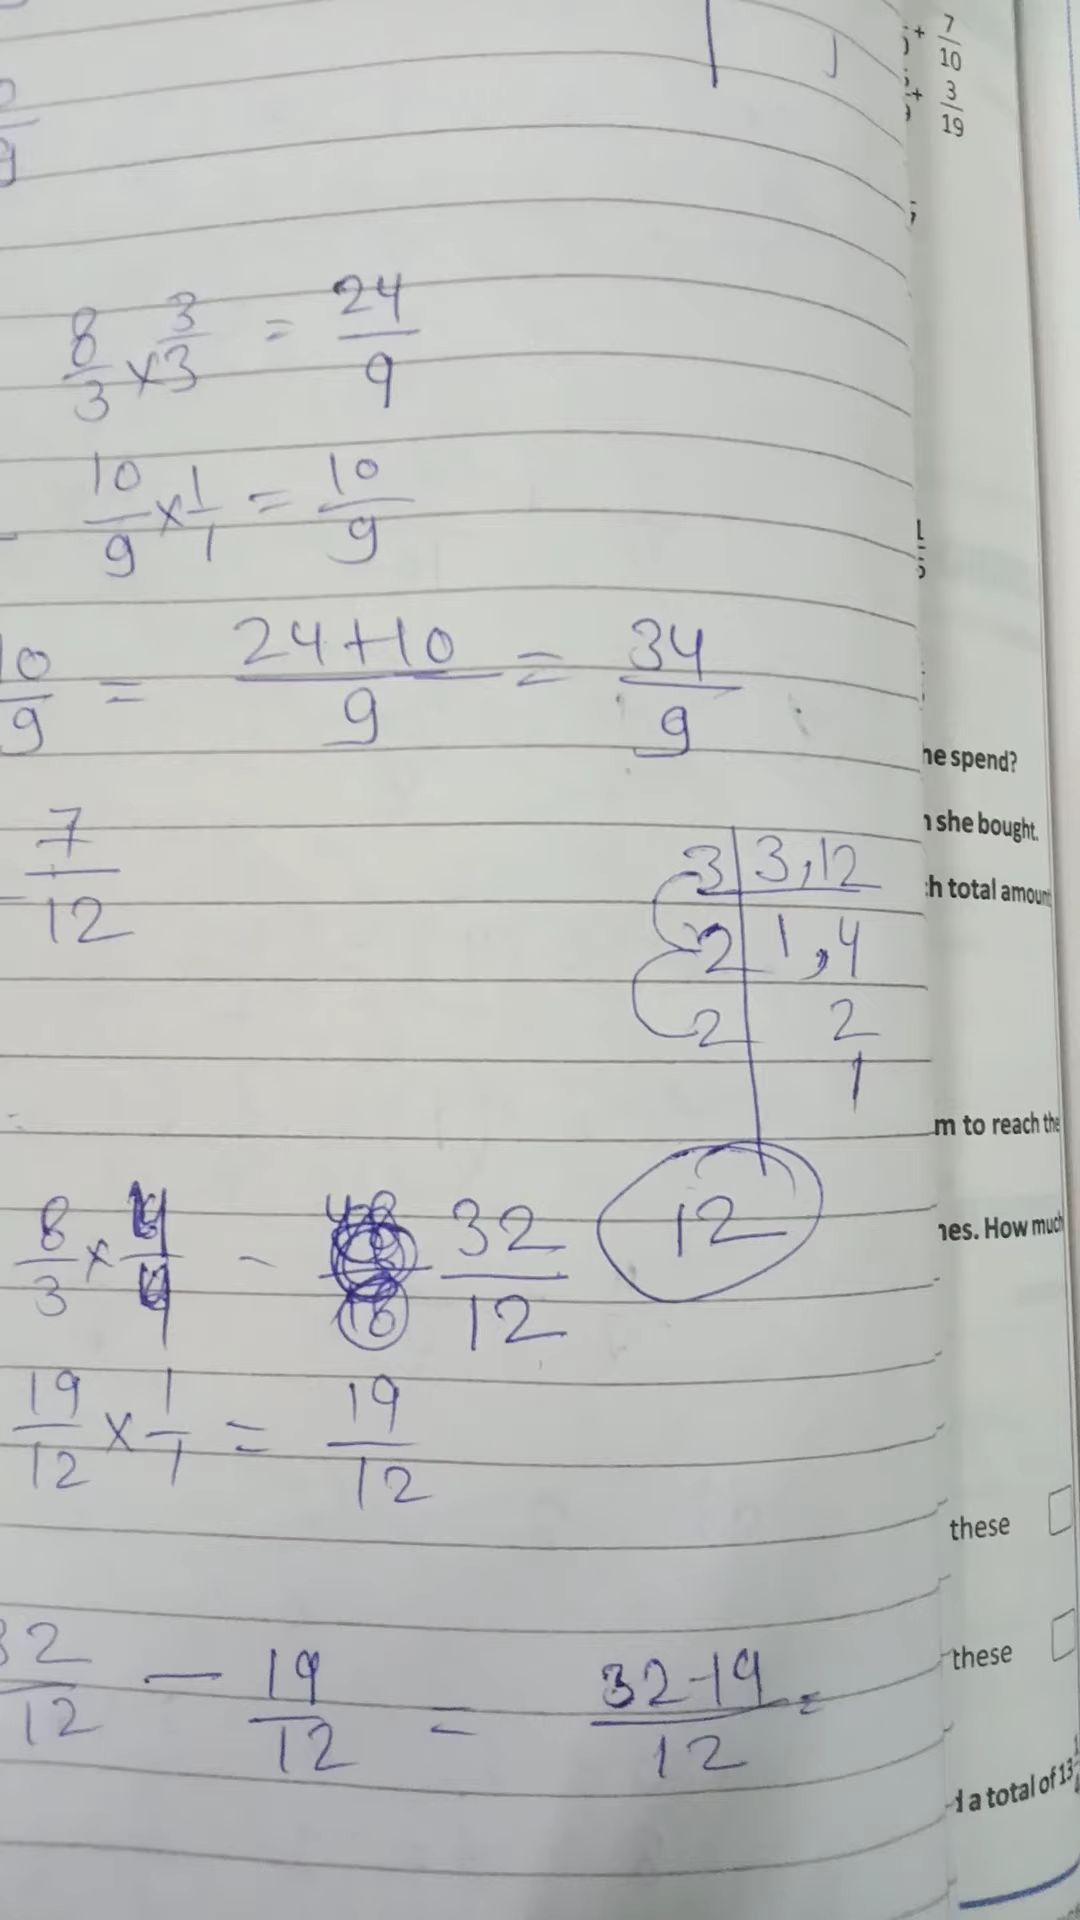 + 7/10
+ 3/19
8/3 × 3/3 = 24/9
10/9 × 1/1 = 10/9
10/9 = 24+10/9 = 34/9
he spend?
she bought.
7/12
3 | 3, 12
h total amount
2 | 1, 4
2 | 2
1
m to reach the
8/3 × 4/4 - 32/12
12
nes. How much
19/12 × 1/1 = 19/12
these
32/12 - 19/12 = 32-19/12 =
these
d a total of 13